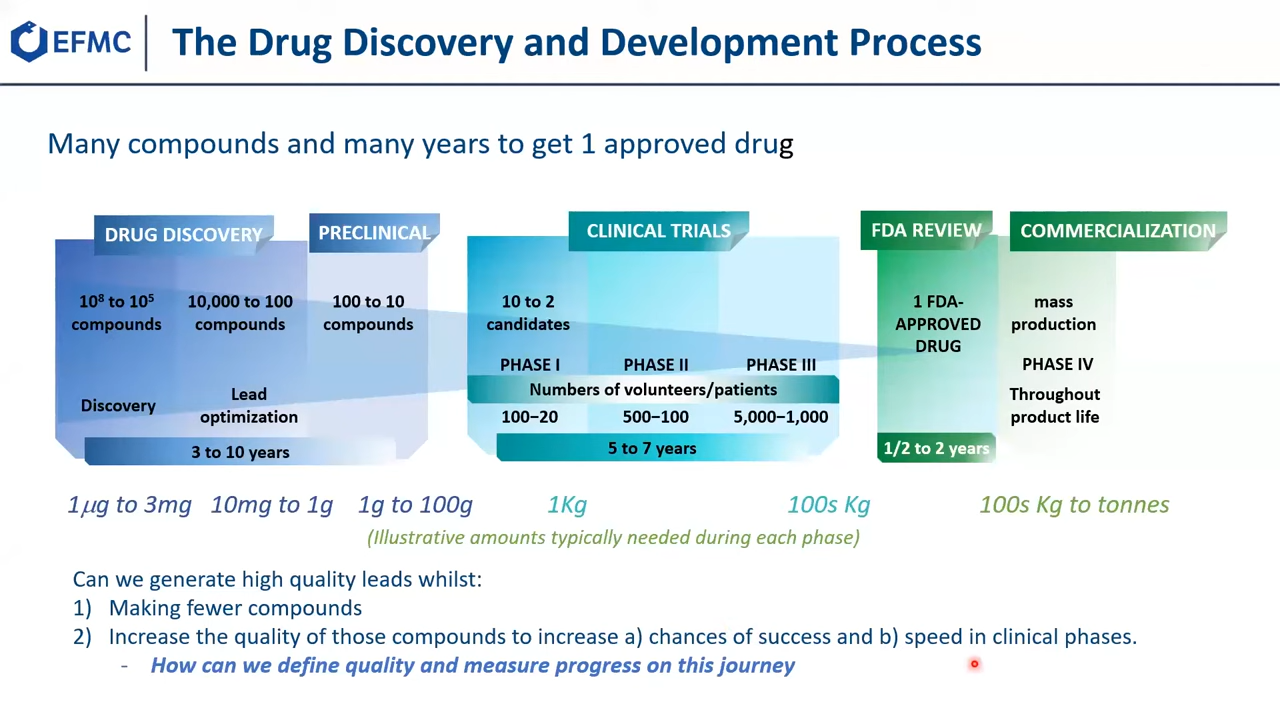 EFMC
The Drug Discovery and Development Process
Many compounds and many years to get 1 approved drug
DRUG DISCOVERY
PRECLINICAL
CLINICAL TRIALS
FDA REVIEW
COMMERCIALIZATION
10⁸ to 10⁵
compounds
10,000 to 100
compounds
100 to 10
compounds
10 to 2
candidates
1 FDA-
APPROVED
DRUG
mass
production
PHASE I
PHASE II
PHASE III
PHASE IV
Numbers of volunteers/patients
Discovery
Lead
optimization
100–20
500–100
5,000–1,000
Throughout
product life
3 to 10 years
5 to 7 years
1/2 to 2 years
1µg to 3mg
10mg to 1g
1g to 100g
1Kg
100s Kg
100s Kg to tonnes
(Illustrative amounts typically needed during each phase)
Can we generate high quality leads whilst:
1) Making fewer compounds
2) Increase the quality of those compounds to increase a) chances of success and b) speed in clinical phases.
- How can we define quality and measure progress on this journey